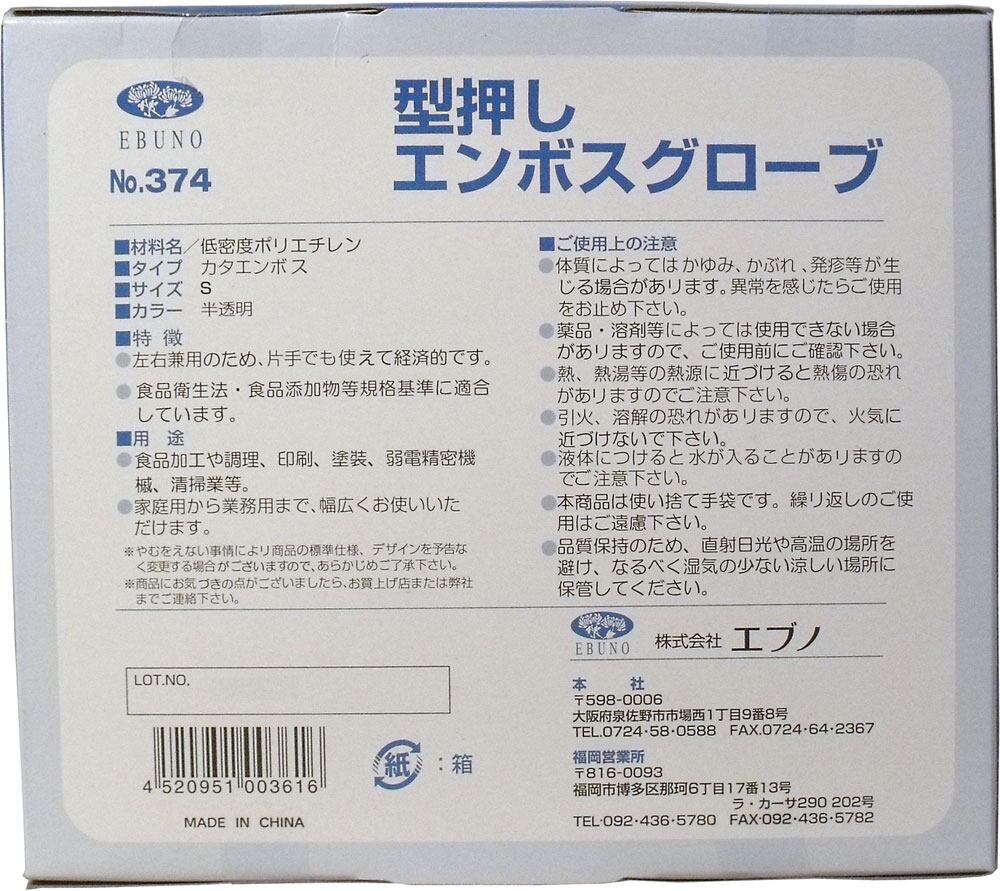 EBUNO
No.374
型押し
エンボスグローブ
■材料名／低密度ポリエチレン
■タイプ カタエンボス
■サイズ S
■カラー 半透明
■特 徴
●左右兼用のため、片手でも使えて経済的です。
●食品衛生法・食品添加物等規格基準に適合
しています。
■用 途
●食品加工や調理、印刷、塗装、弱電精密機
械、清掃業等。
●家庭用から業務用まで、幅広くお使いいた
だけます。
※やむをえない事情により商品の標準仕様、デザインを予告な
く変更する場合がございますので、あらかじめご了承下さい。
※商品にお気づきの点がございましたら、お買上げ店または弊社
までご連絡下さい。
■ご使用上の注意
●体質によってはかゆみ、かぶれ、発疹等が生
じる場合があります。異常を感じたらご使用
をお止め下さい。
●薬品・溶剤等によっては使用できない場合
がありますので、ご使用前にご確認下さい。
●熱、熱湯等の熱源に近づけると熱傷の恐れ
がありますのでご注意下さい。
●引火、溶解の恐れがありますので、火気に
近づけないで下さい。
●液体につけると水が入ることがありますの
でご注意下さい。
●本商品は使い捨て手袋です。繰り返しのご使
用はご遠慮下さい。
●品質保持のため、直射日光や高温の場所を
避け、なるべく湿気の少ない涼しい場所に
保管してください。
LOT.NO.
4 520951 003616
MADE IN CHINA
紙：箱
EBUNO
株式会社 エブノ
本 社
〒598-0006
大阪府泉佐野市市場西1丁目9番8号
TEL.0724・58・0588 FAX.0724・64・2367
福岡営業所
〒816-0093
福岡市博多区那珂6丁目17番13号
ラ・カーサ290 202号
TEL・092・436・5780 FAX・092・436・5782